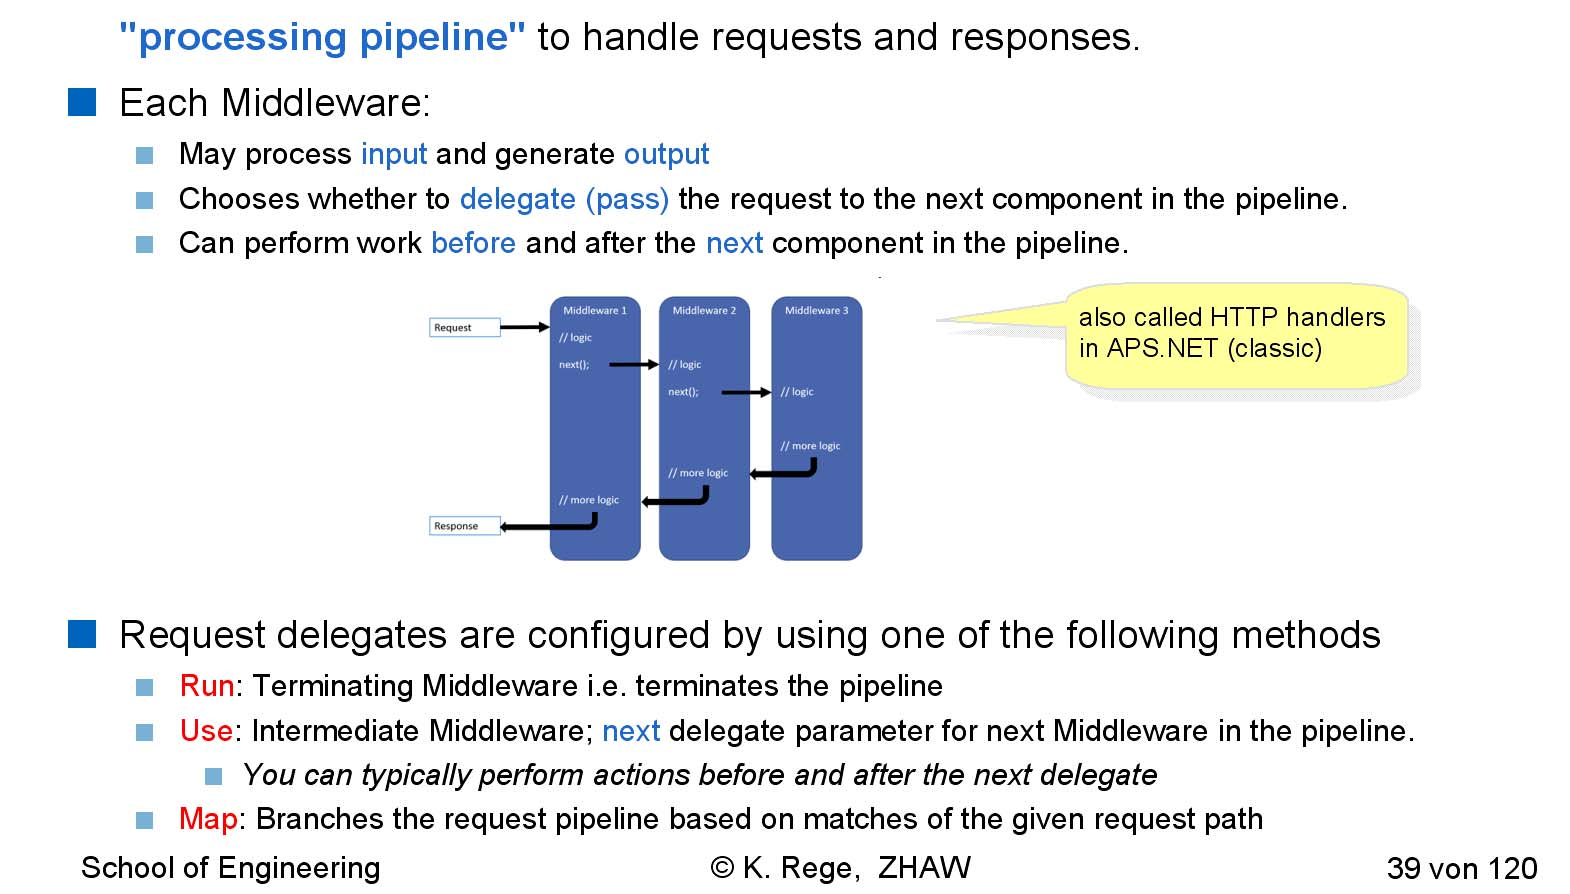 "processing pipeline" to handle requests and responses.
Each Middleware:
May process input and generate output
Chooses whether to delegate (pass) the request to the next component in the pipeline.
Can perform work before and after the next component in the pipeline.
Request
Middleware 1
// logic
next();
// more logic
Middleware 2
// logic
next();
// more logic
Middleware 3
// logic
// more logic
Response
also called HTTP handlers
in APS.NET (classic)
Request delegates are configured by using one of the following methods
Run: Terminating Middleware i.e. terminates the pipeline
Use: Intermediate Middleware; next delegate parameter for next Middleware in the pipeline.
You can typically perform actions before and after the next delegate
Map: Branches the request pipeline based on matches of the given request path
School of Engineering
© K. Rege, ZHAW
39 von 120